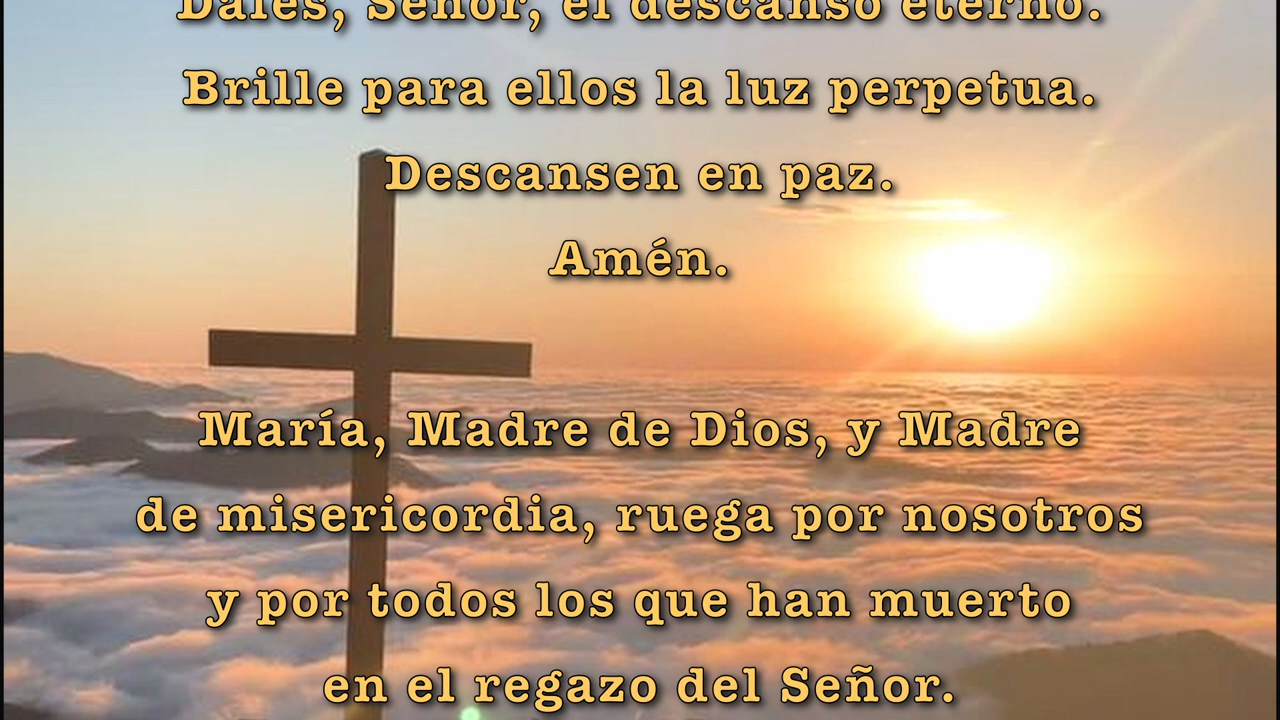 Dales, Señor, el descanso eterno.
Brille para ellos la luz perpetua.
Descansen en paz.
Amén.
María, Madre de Dios, y Madre
de misericordia, ruega por nosotros
y por todos los que han muerto
en el regazo del Señor.